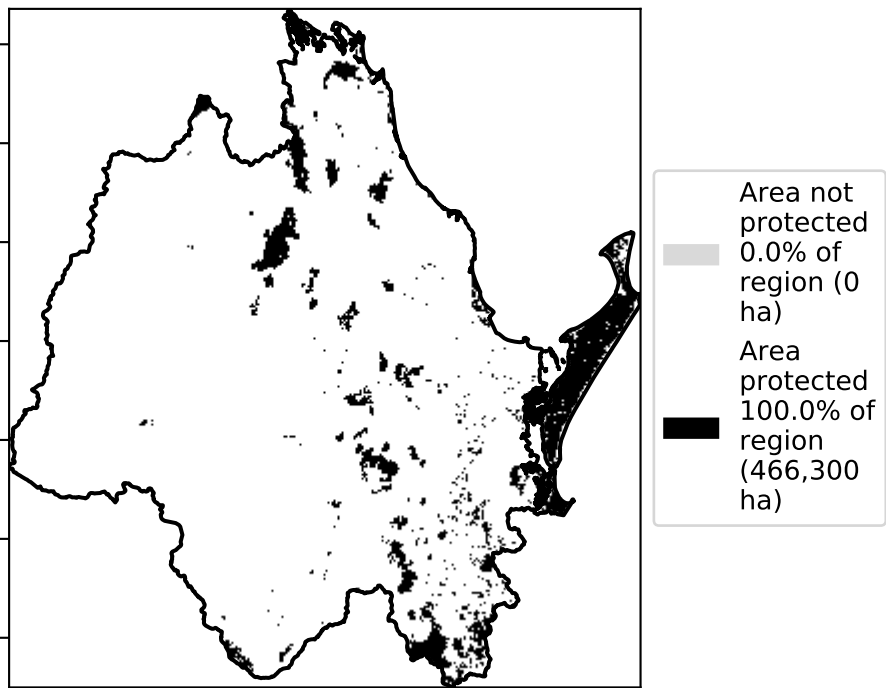 Area not
protected
0.0% of
region (0
ha)
Area
protected
100.0% of
region
(466,300
ha)